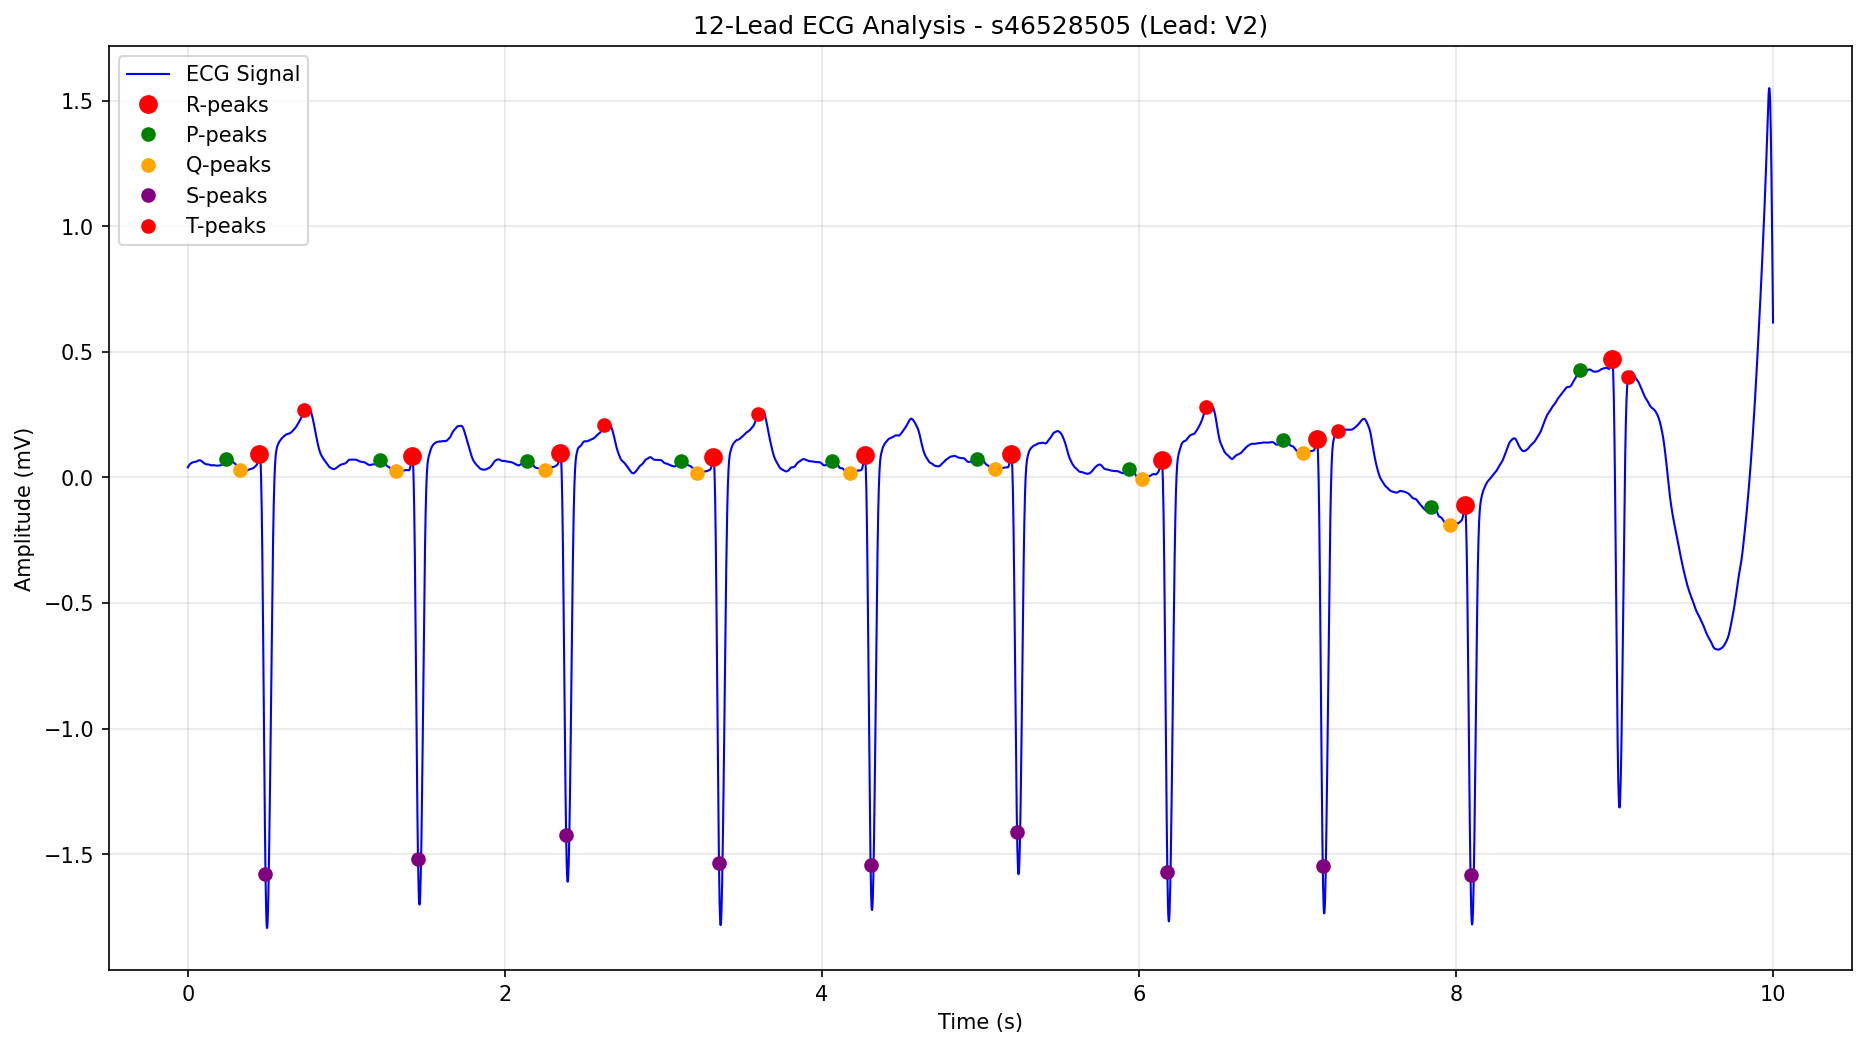 12-Lead ECG Analysis - s46528505 (Lead: V2)
ECG Signal
R-peaks
P-peaks
Q-peaks
S-peaks
T-peaks
Amplitude (mV)
1.5
1.0
0.5
0.0
−0.5
−1.0
−1.5
0 2 4 6 8 10
Time (s)